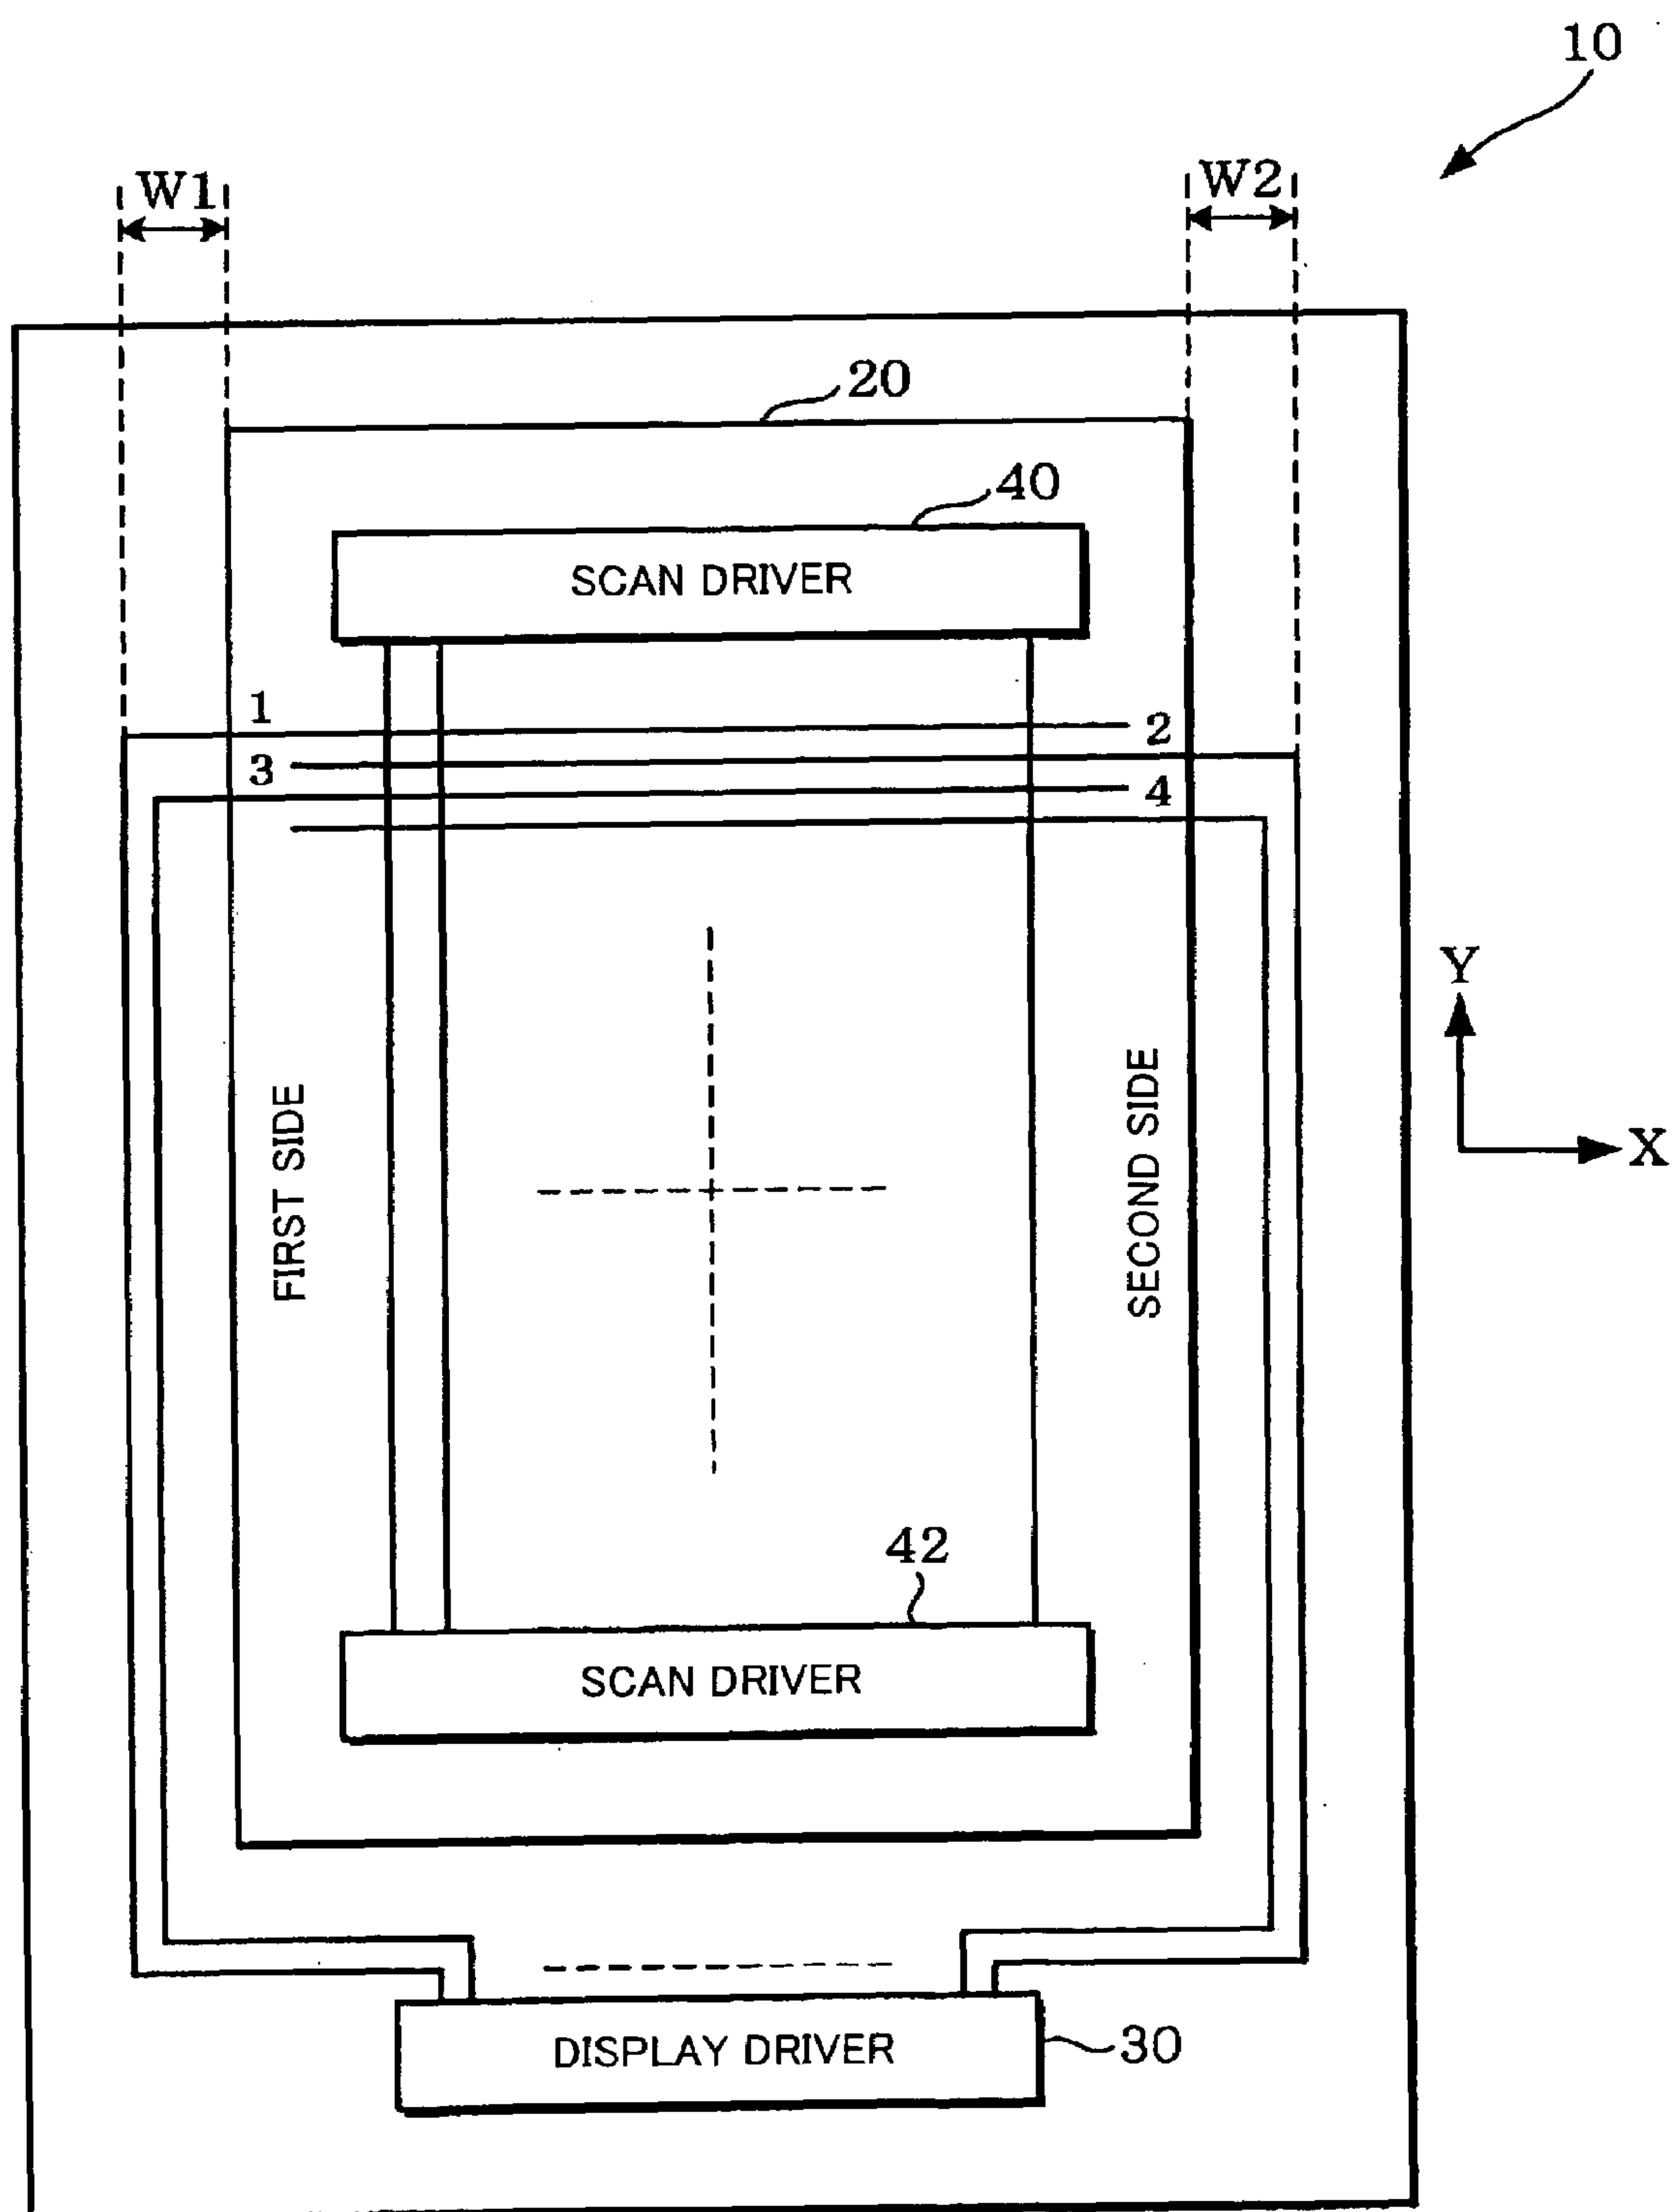 10
W1
W2
20
40
SCAN DRIVER
1
2
3
4
Y
X
FIRST SIDE
SECOND SIDE
42
SCAN DRIVER
DISPLAY DRIVER
30